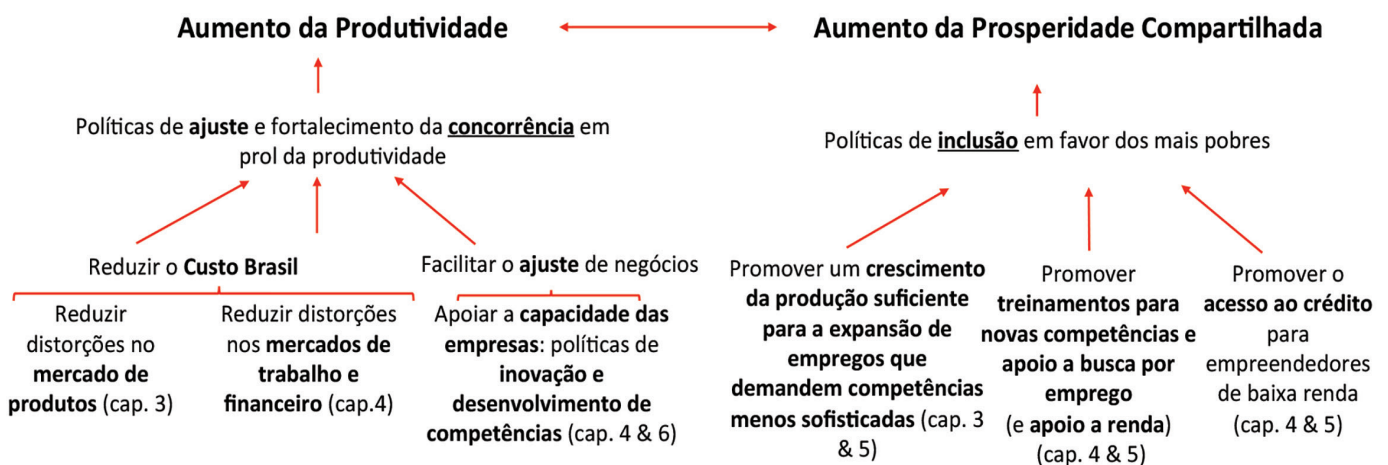 Aumento da Produtividade
Aumento da Prosperidade Compartilhada
Políticas de ajuste e fortalecimento da concorrência em
prol da produtividade
Políticas de inclusão em favor dos mais pobres
Reduzir o Custo Brasil
Facilitar o ajuste de negócios
Reduzir
distorções no
mercado de
produtos (cap. 3)
Reduzir distorções
nos mercados de
trabalho e
financeiro (cap.4)
Apoiar a capacidade das
empresas: políticas de
inovação e
desenvolvimento de
competências (cap. 4 & 6)
Promover um crescimento
da produção suficiente
para a expansão de
empregos que
demandem competências
menos sofisticadas (cap. 3
& 5)
Promover
treinamentos para
novas competências e
apoio a busca por
emprego
(e apoio a renda)
(cap. 4 & 5)
Promover o
acesso ao crédito
para
empreendedores
de baixa renda
(cap. 4 & 5)